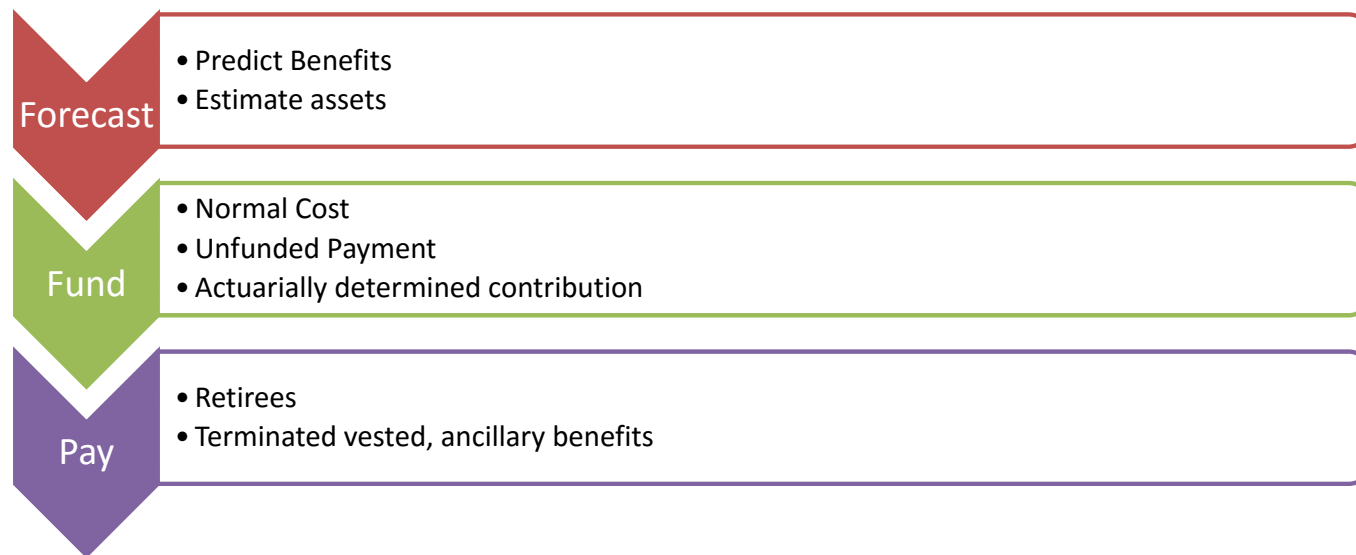 Forecast
• Predict Benefits
• Estimate assets
Fund
• Normal Cost
• Unfunded Payment
• Actuarially determined contribution
Pay
• Retirees
• Terminated vested, ancillary benefits